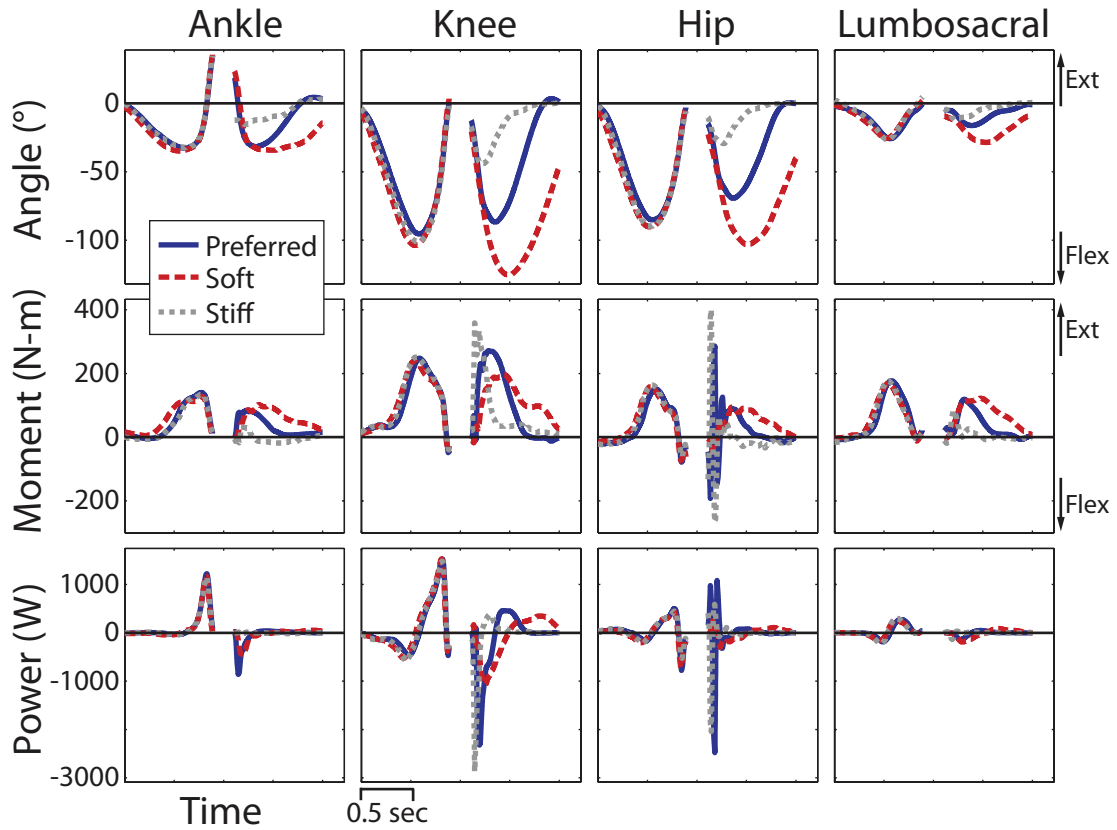 Ankle Knee Hip Lumbosacral
Angle (°)
0
-50
-100
Ext
Flex
Preferred
Soft
Stiff
Moment (N-m)
400
200
0
-200
Ext
Flex
Power (W)
1000
0
-1000
-3000
Time
0.5 sec